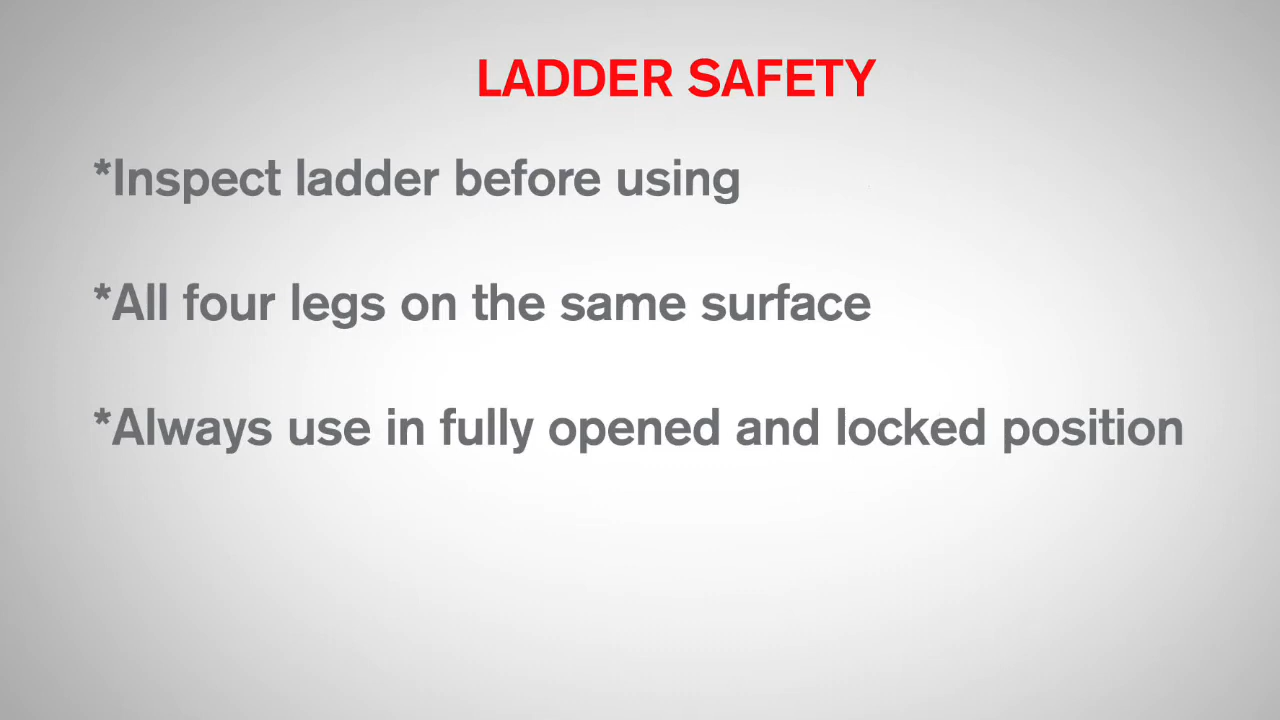 LADDER SAFETY
*Inspect ladder before using
*All four legs on the same surface
*Always use in fully opened and locked position